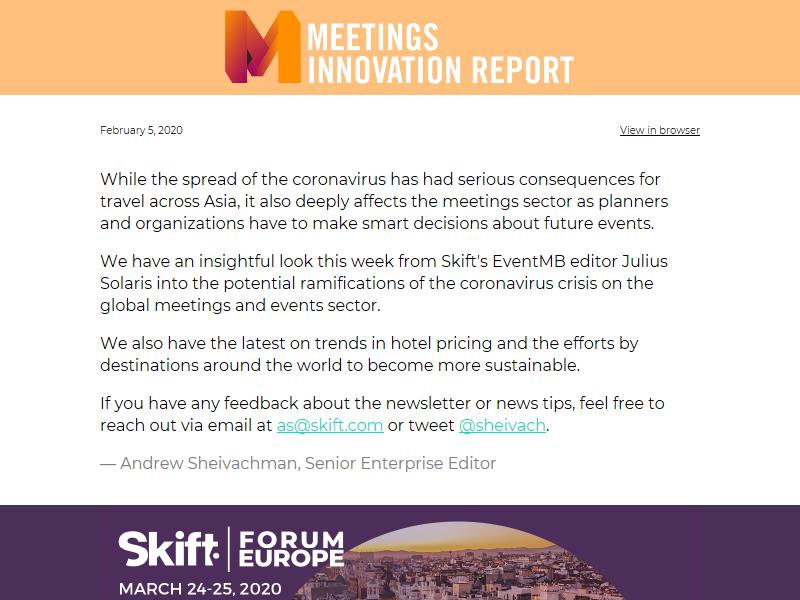 MEETINGS
INNOVATION REPORT
February 5, 2020
View in browser
While the spread of the coronavirus has had serious consequences for
travel across Asia, it also deeply affects the meetings sector as planners
and organizations have to make smart decisions about future events.
We have an insightful look this week from Skift's EventMB editor Julius
Solaris into the potential ramifications of the coronavirus crisis on the
global meetings and events sector.
We also have the latest on trends in hotel pricing and the efforts by
destinations around the world to become more sustainable.
If you have any feedback about the newsletter or news tips, feel free to
reach out via email at as@skift.com or tweet @sheivach.
— Andrew Sheivachman, Senior Enterprise Editor
Skift
FORUM
EUROPE
MARCH 24-25, 2020